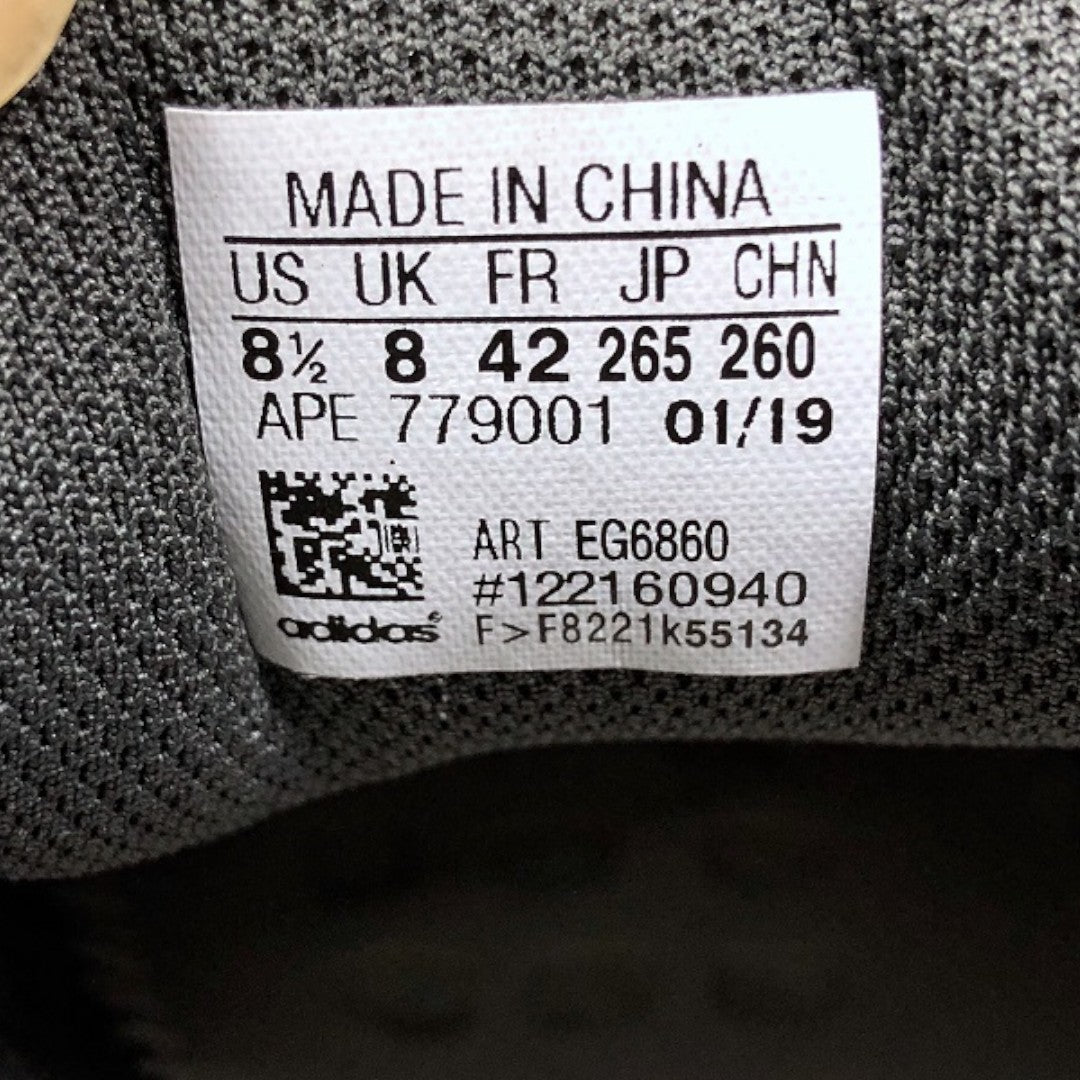 MADE IN CHINA
US UK FR JP CHN
8½ 8 42 265 260
APE 779001 01/19
ART EG6860
#122160940
adidas® F>F8221k55134